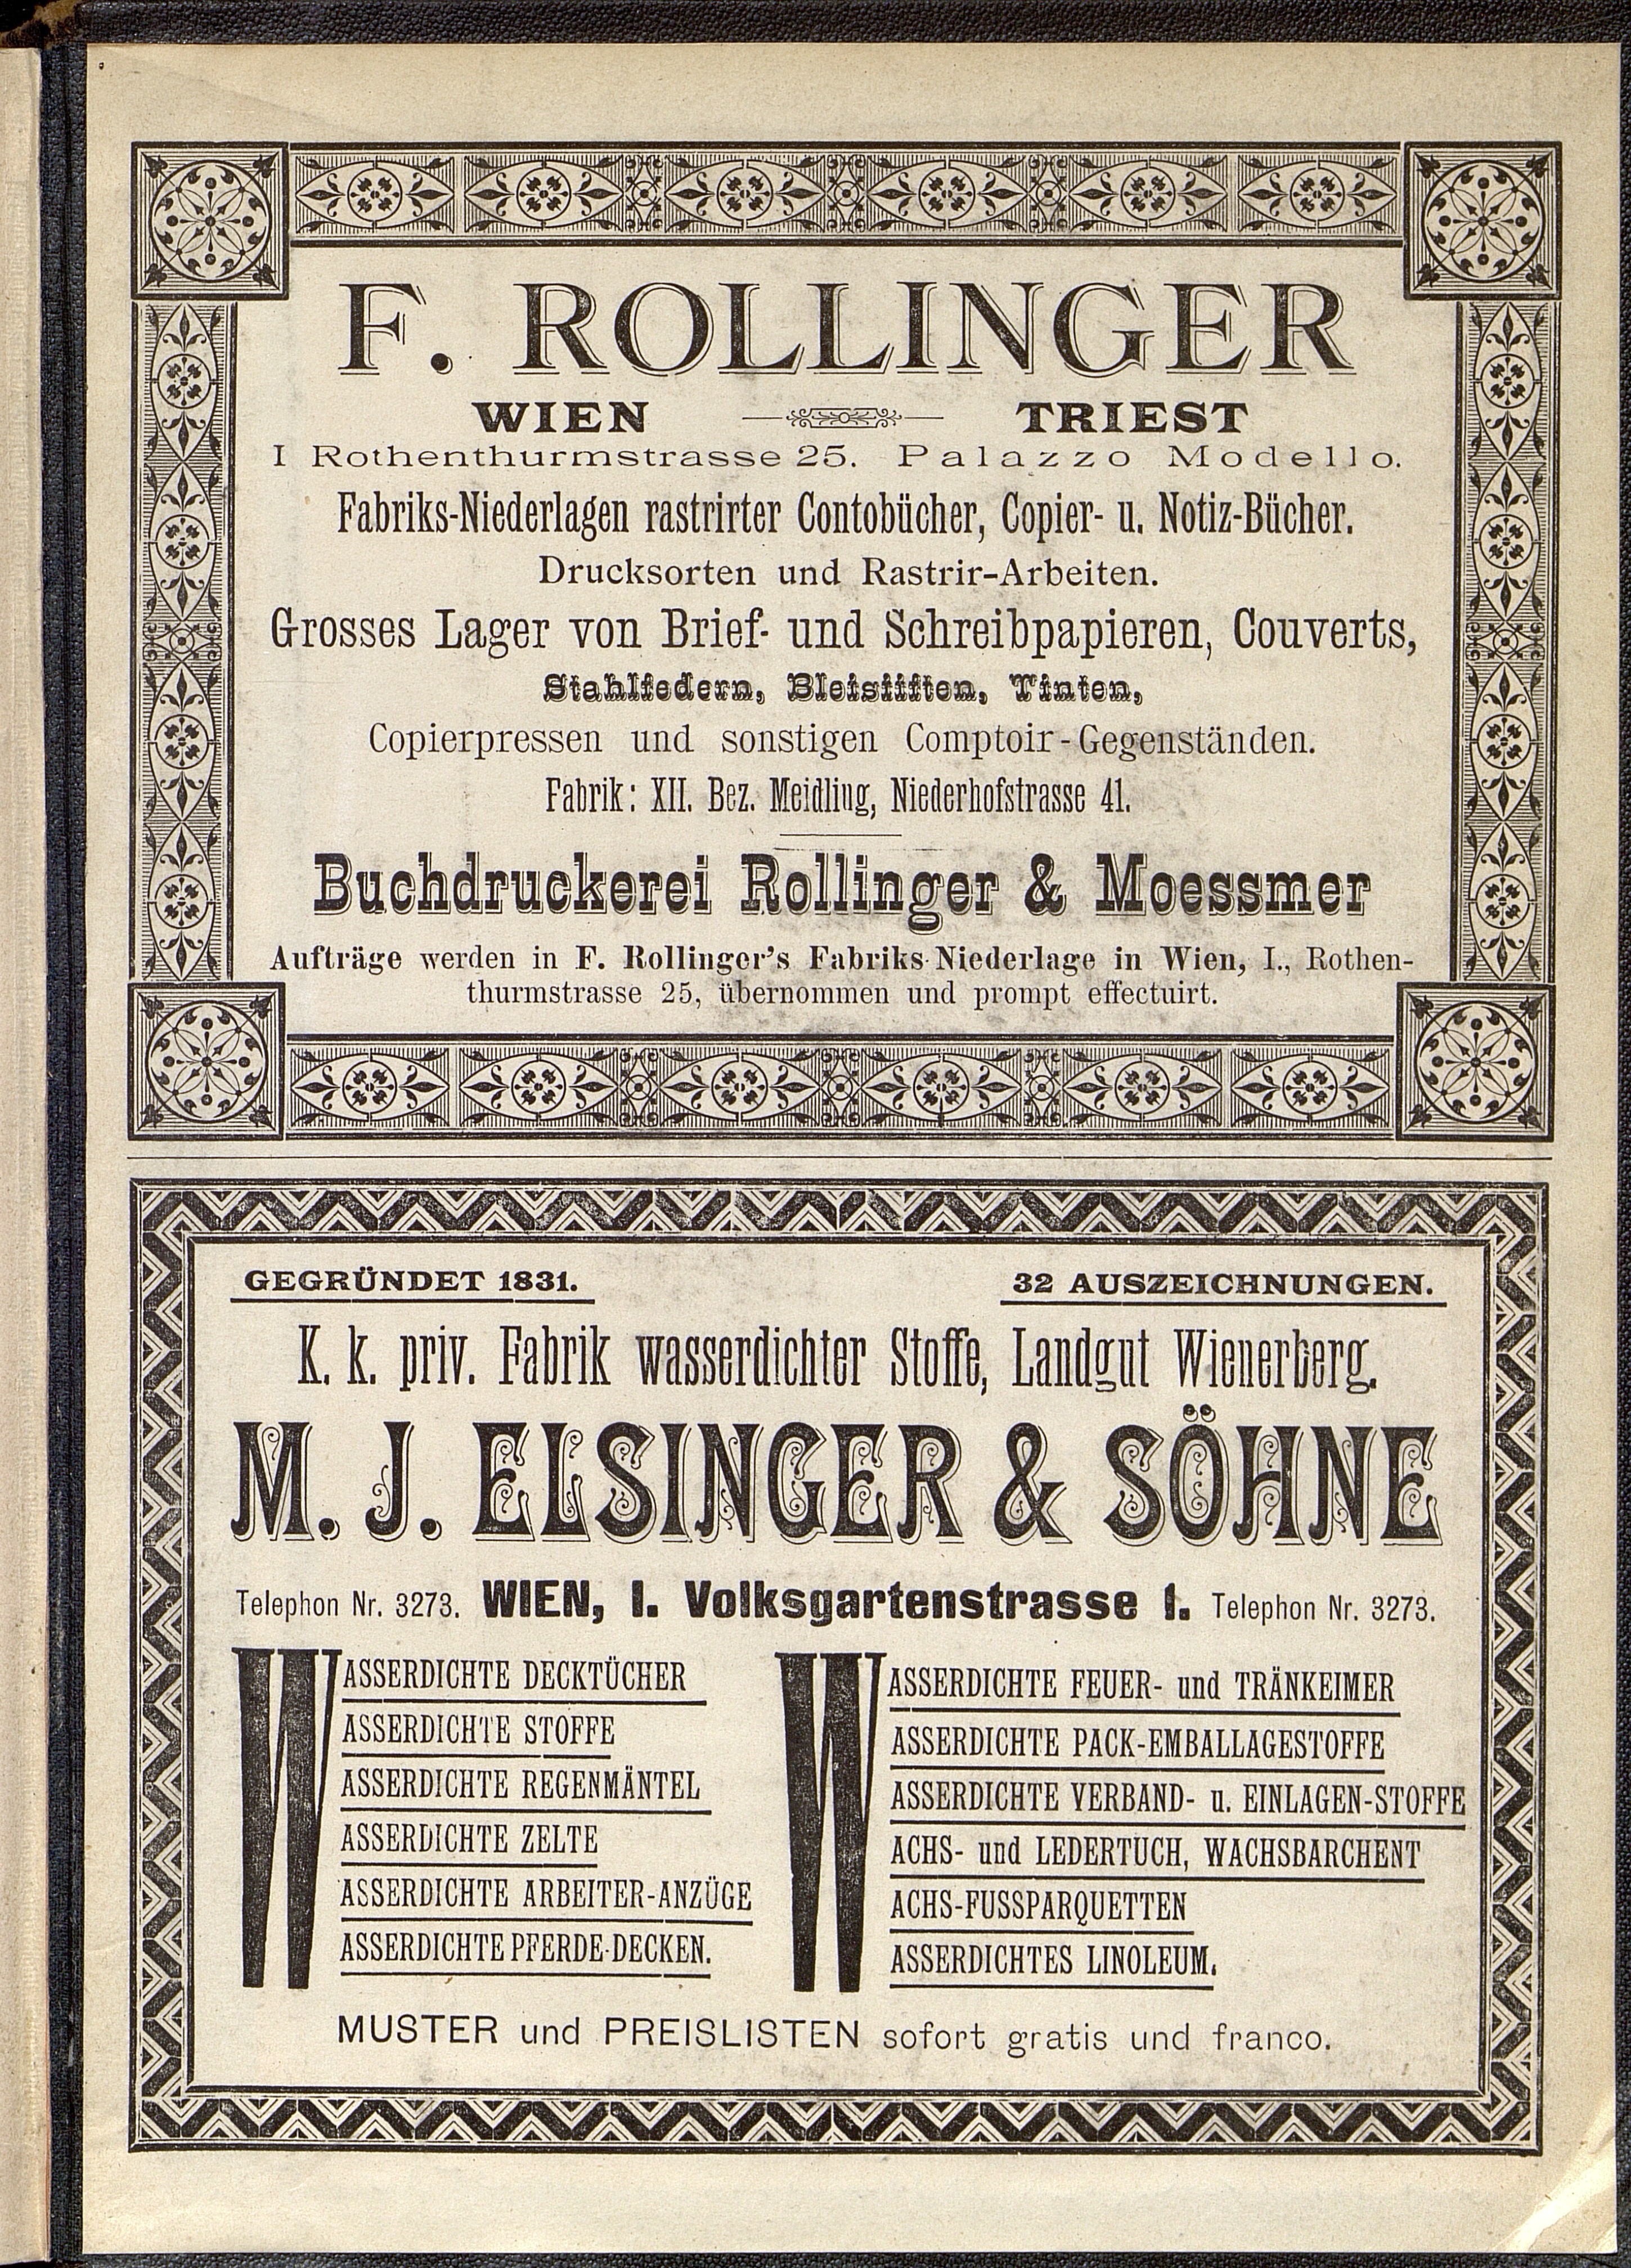 F. ROLLINGER
WIEN TRIEST
I Rothenthurmstrasse 25. Palazzo Modello.
Fabriks-Niederlagen rastrirter Contobücher, Copier- u. Notiz-Bücher.
Drucksorten und Rastrir-Arbeiten.
Grosses Lager von Brief- und Schreibpapieren, Couverts,
Stahlfedern, Bleistiften, Tinten,
Copierpressen und sonstigen Comptoir-Gegenständen.
Fabrik: XII. Bez. Meidling, Niederhofstrasse 41.
Buchdruckerei Rollinger & Moessmer
Aufträge werden in F. Rollinger's Fabriks-Niederlage in Wien, I., Rothen-
thurmstrasse 25, übernommen und prompt effectuirt.
GEGRÜNDET 1831. 32 AUSZEICHNUNGEN.
K. k. priv. Fabrik wasserdichter Stoffe, Landgut Wienerberg.
M. J. ELSINGER & SÖHNE
Telephon Nr. 3273. WIEN, I. Volksgartenstrasse 1. Telephon Nr. 3273.
WASSERDICHTE DECKTÜCHER
ASSERDICHTE STOFFE
ASSERDICHTE REGENMÄNTEL
ASSERDICHTE ZELTE
ASSERDICHTE ARBEITER-ANZÜGE
ASSERDICHTE PFERDE-DECKEN.
WASSERDICHTE FEUER- und TRÄNKEIMER
ASSERDICHTE PACK-EMBALLAGESTOFFE
ASSERDICHTE VERBAND- u. EINLAGEN-STOFFE
ACHS- und LEDERTUCH, WACHSBARCHENT
ACHS-FUSSPARQUETTEN
ASSERDICHTES LINOLEUM.
MUSTER und PREISLISTEN sofort gratis und franco.